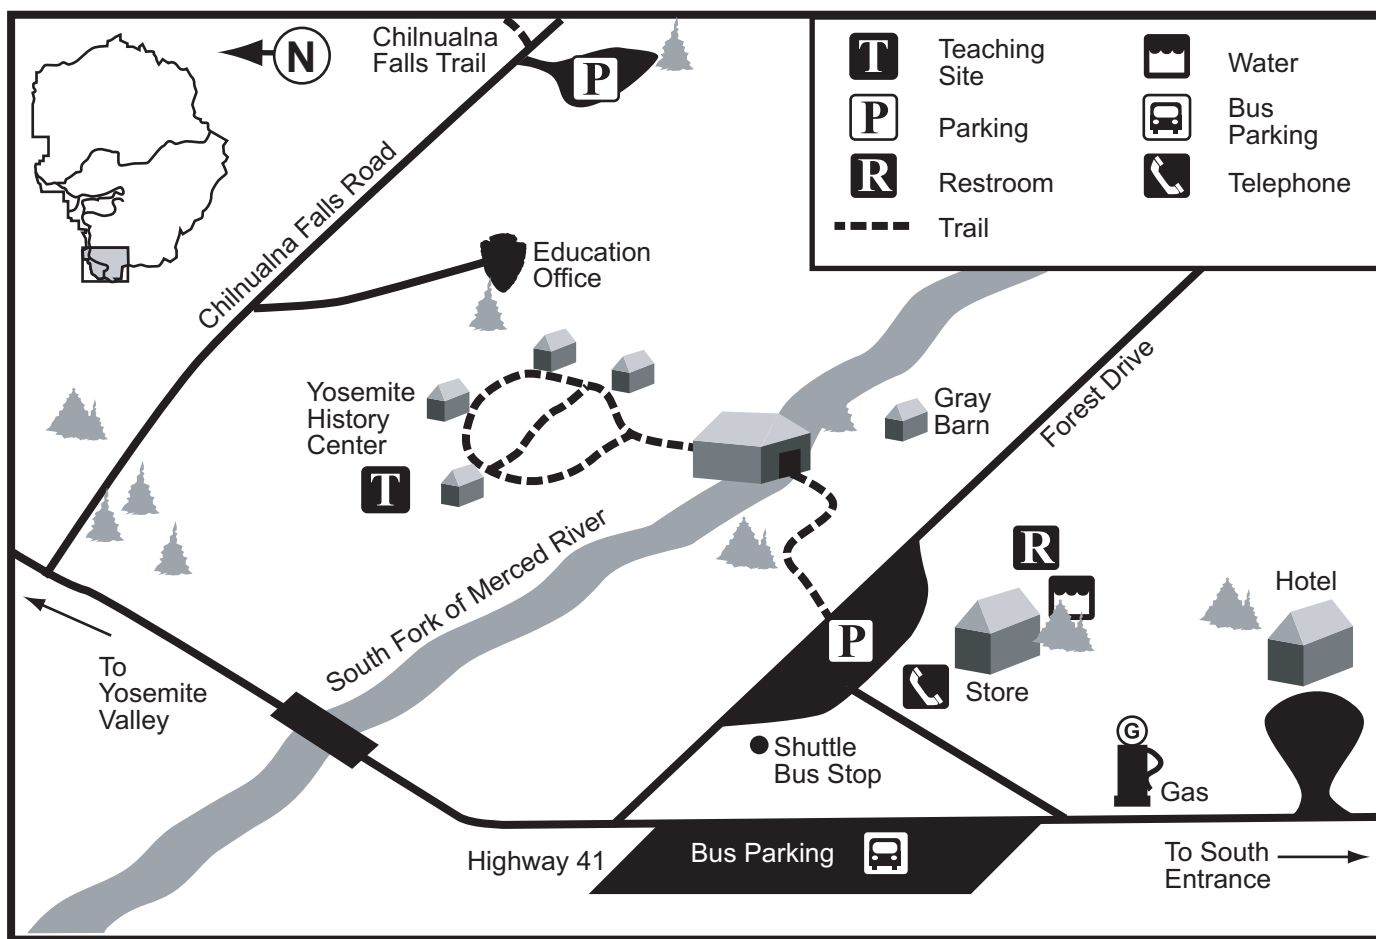 N
Chilnualna
Falls Trail
P
T
Teaching
Site
Water
P
Parking
Bus
Parking
R
Restroom
Telephone
Trail
Chilnualna Falls Road
Education
Office
Yosemite
History
Center
T
Gray
Barn
Forest Drive
South Fork of Merced River
R
Hotel
P
Store
To
Yosemite
Valley
Shuttle
Bus Stop
G
Gas
Highway 41
Bus Parking
To South
Entrance